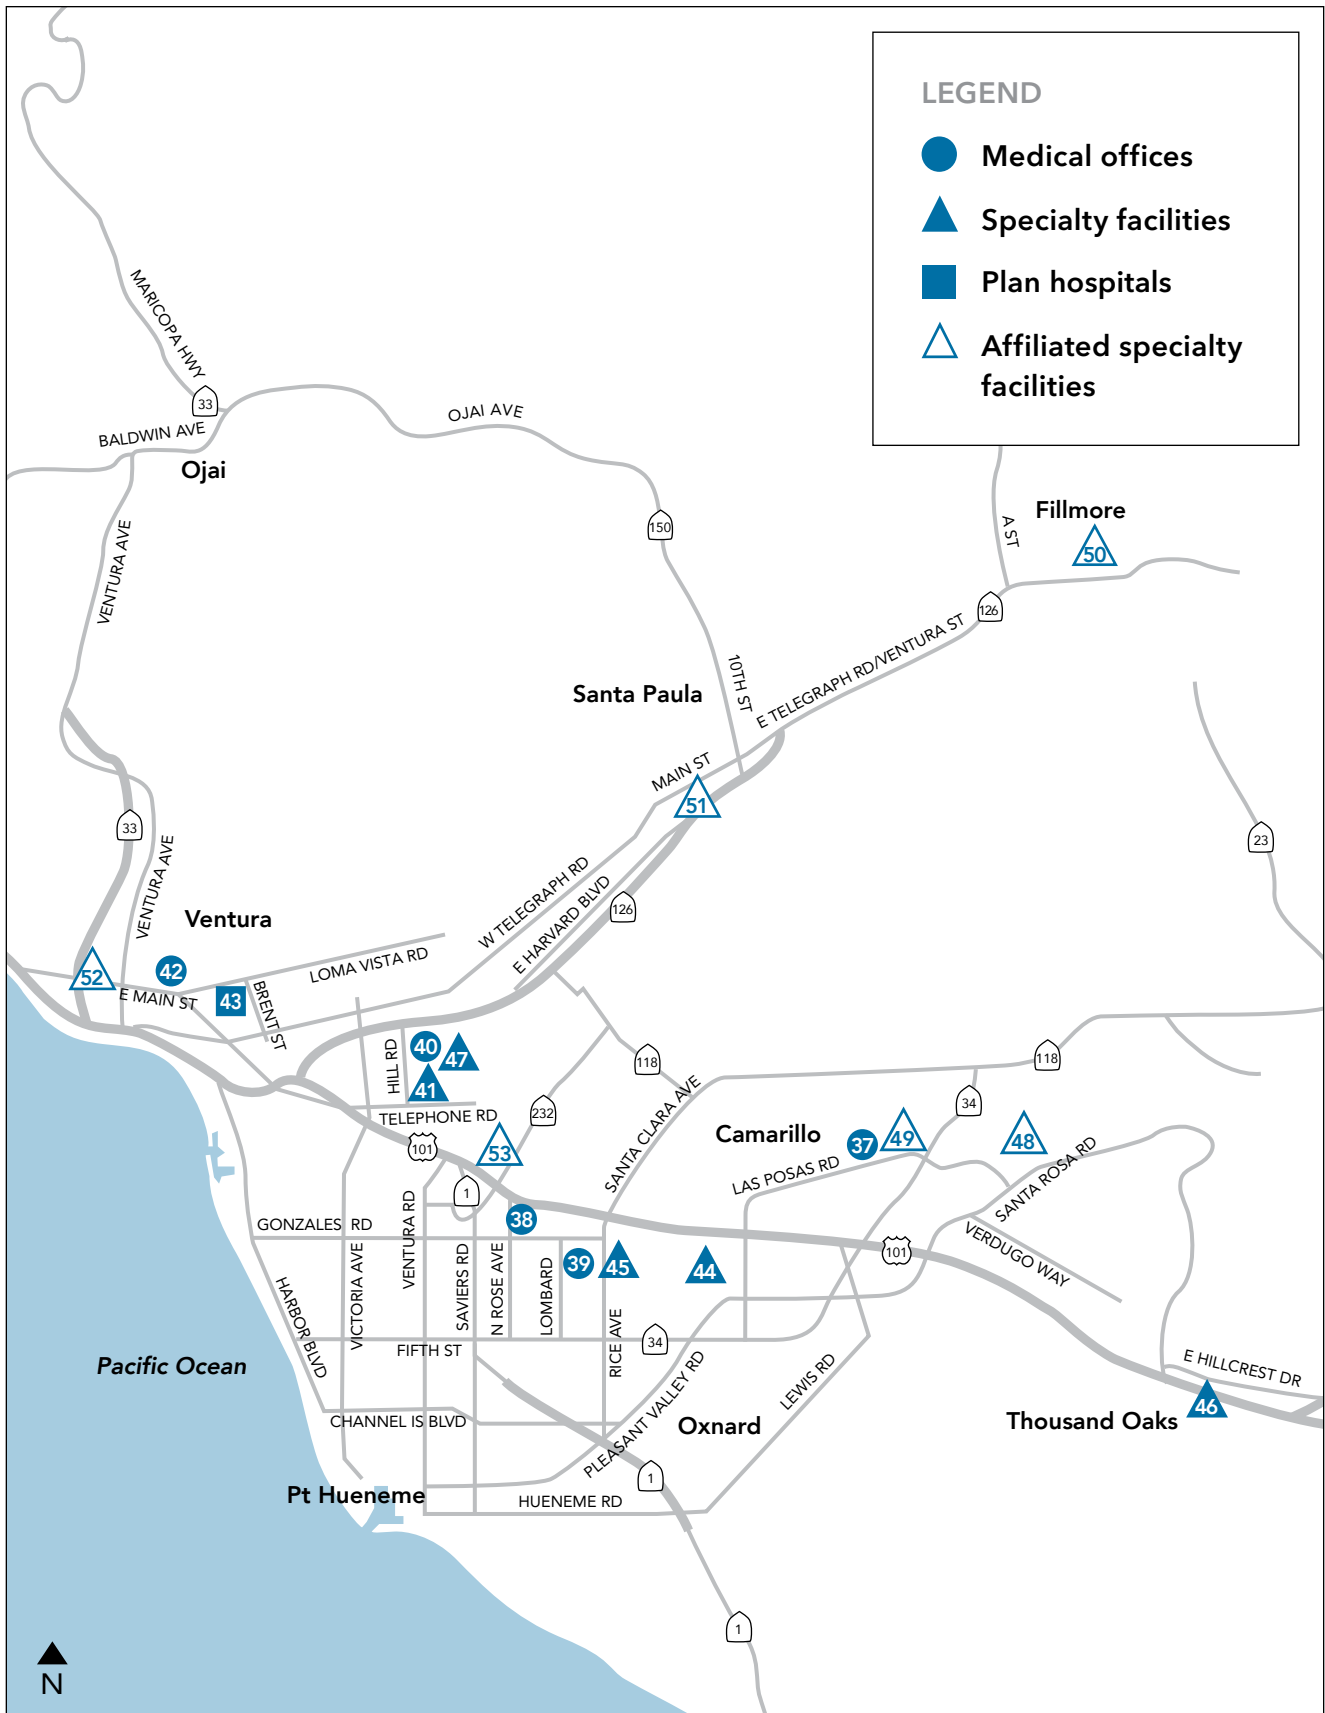 LEGEND
Medical offices
Specialty facilities
Plan hospitals
Affiliated specialty
facilities
MARICOPA HWY
33
BALDWIN AVE
OJAI AVE
Ojai
150
Fillmore
A ST
50
VENTURA AVE
126
E TELEGRAPH RD/VENTURA ST
10TH ST
Santa Paula
MAIN ST
51
33
23
VENTURA AVE
W TELEGRAPH RD
E HARVARD BLVD
126
Ventura
LOMA VISTA RD
52
42
E MAIN ST
43
BRENT ST
HILL RD
40
47
41
118
118
TELEPHONE RD
232
34
SANTA CLARA AVE
101
53
Camarillo
37
49
48
LAS POSAS RD
SANTA ROSA RD
1
38
GONZALES RD
VENTURA RD
VERDUGO WAY
101
39
45
44
HARBOR BLVD
VICTORIA AVE
SAVIERS RD
N ROSE AVE
LOMBARD
RICE AVE
34
FIFTH ST
Pacific Ocean
PLEASANT VALLEY RD
LEWIS RD
E HILLCREST DR
46
Thousand Oaks
CHANNEL IS BLVD
Oxnard
1
Pt Hueneme
HUENEME RD
1
N